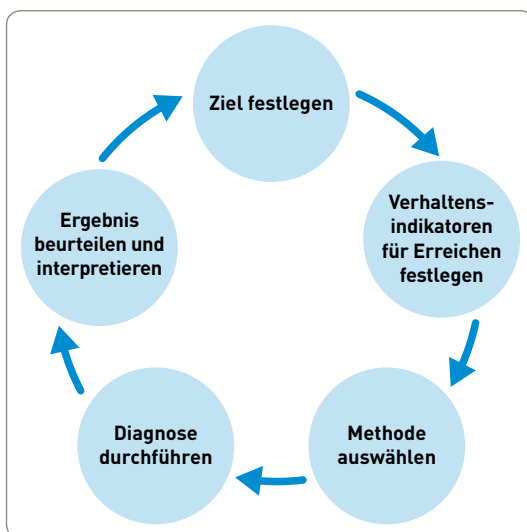 Ziel festlegen
Verhaltens-
indikatoren
für Erreichen
festlegen
Methode
auswählen
Diagnose
durchführen
Ergebnis
beurteilen und
interpretieren